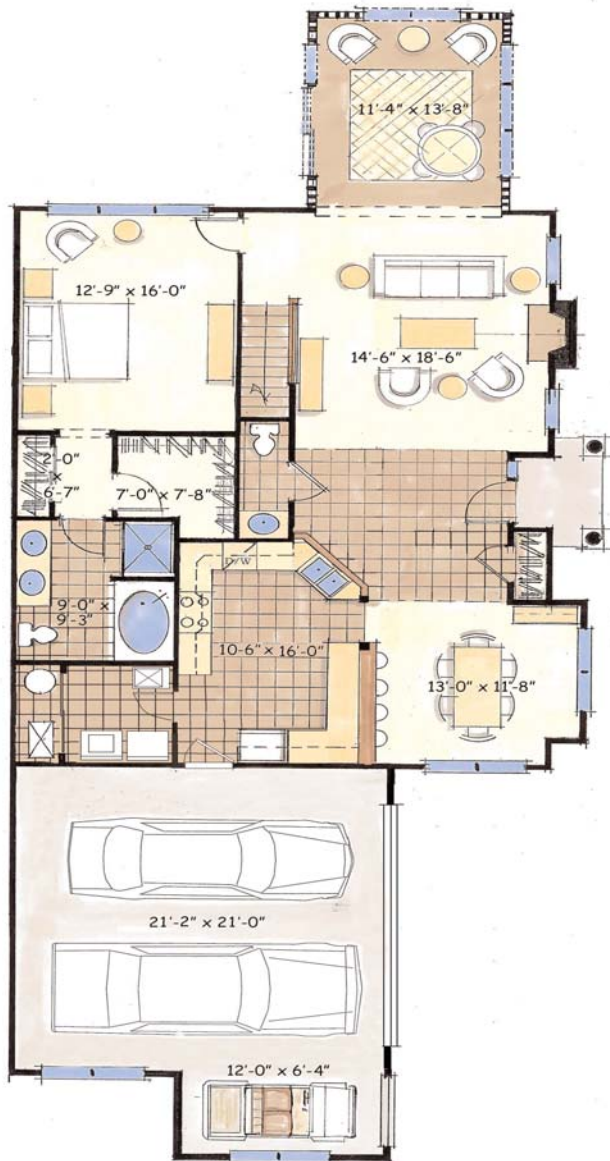 11'-4" x 13'-8"
12'-9" x 16'-0"
14'-6" x 18'-6"
2'-0"
x
6'-7"
7'-0" x 7'-8"
D/W
9'-0" x
9'-3"
10-6" x 16'-0"
13'-0" x 11'-8"
21'-2" x 21'-0"
12'-0" x 6'-4"